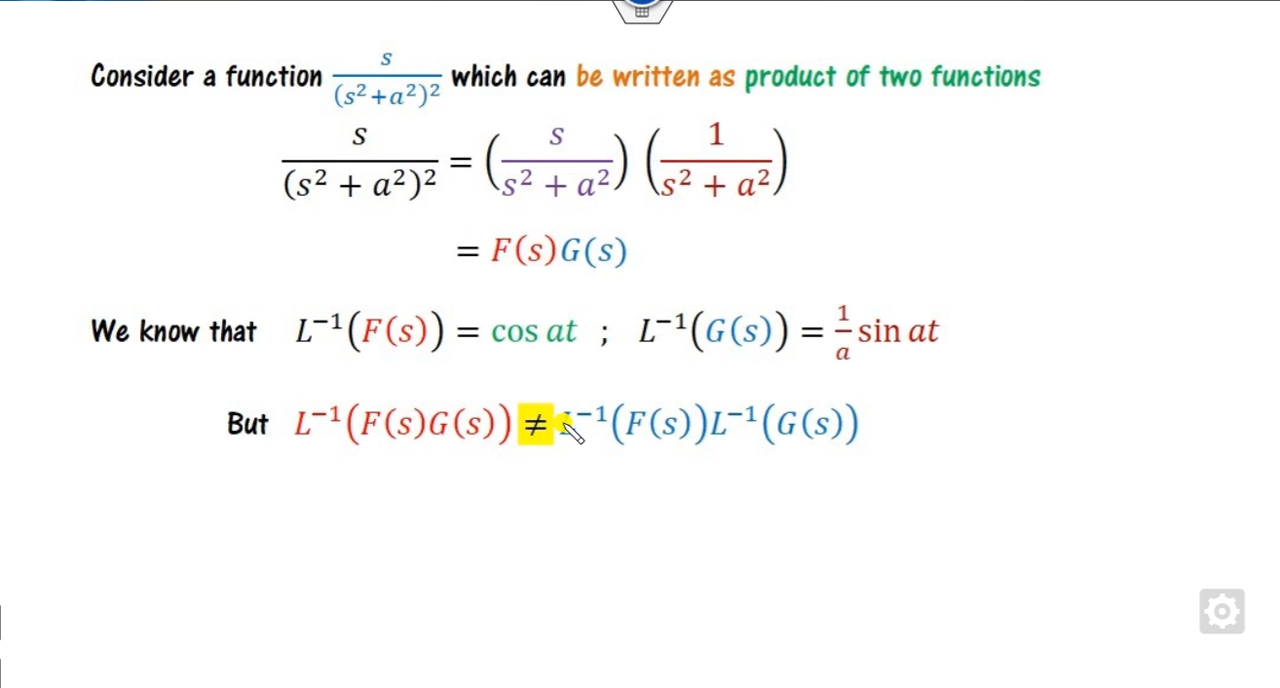 Consider a function s/(s²+a²)² which can be written as product of two functions
s/(s² + a²)² = (s/(s² + a²)) (1/(s² + a²))
= F(s)G(s)
We know that L⁻¹(F(s)) = cos at ; L⁻¹(G(s)) = 1/a sin at
But L⁻¹(F(s)G(s)) ≠ L⁻¹(F(s))L⁻¹(G(s))